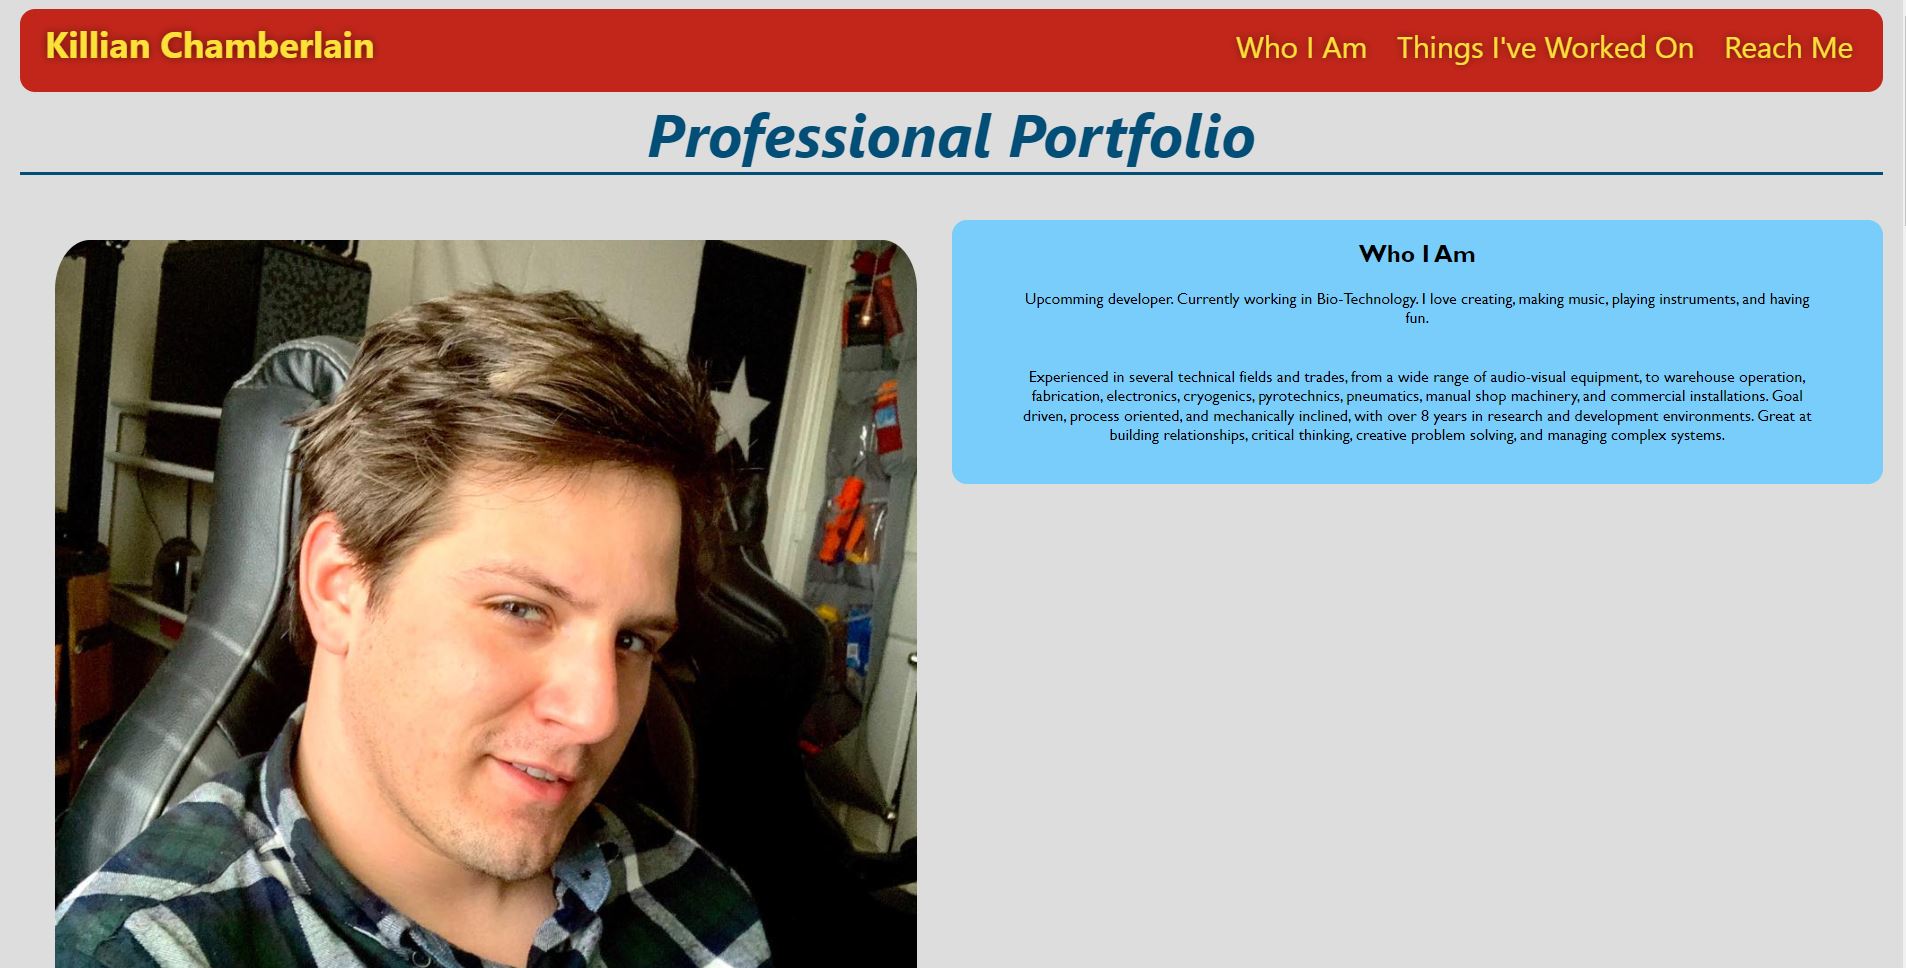 Killian Chamberlain
Who I Am
Things I've Worked On
Reach Me
Professional Portfolio
Who I Am
Upcomming developer. Currently working in Bio-Technology. I love creating, making music, playing instruments, and having
fun.
Experienced in several technical fields and trades, from a wide range of audio-visual equipment, to warehouse operation,
fabrication, electronics, cryogenics, pyrotechnics, pneumatics, manual shop machinery, and commercial installations. Goal
driven, process oriented, and mechanically inclined, with over 8 years in research and development environments. Great at
building relationships, critical thinking, creative problem solving, and managing complex systems.